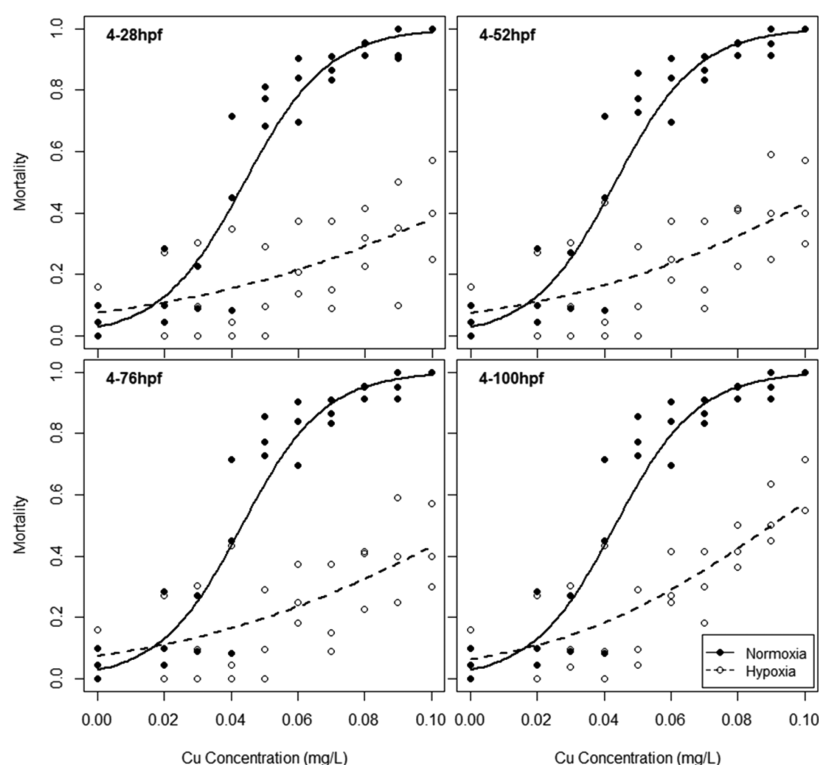 4-28hpf
4-52hpf
Mortality
0.0
0.2
0.4
0.6
0.8
1.0
4-76hpf
4-100hpf
Mortality
0.0
0.2
0.4
0.6
0.8
1.0
Normoxia
Hypoxia
0.00 0.02 0.04 0.06 0.08 0.10
0.00 0.02 0.04 0.06 0.08 0.10
Cu Concentration (mg/L)
Cu Concentration (mg/L)